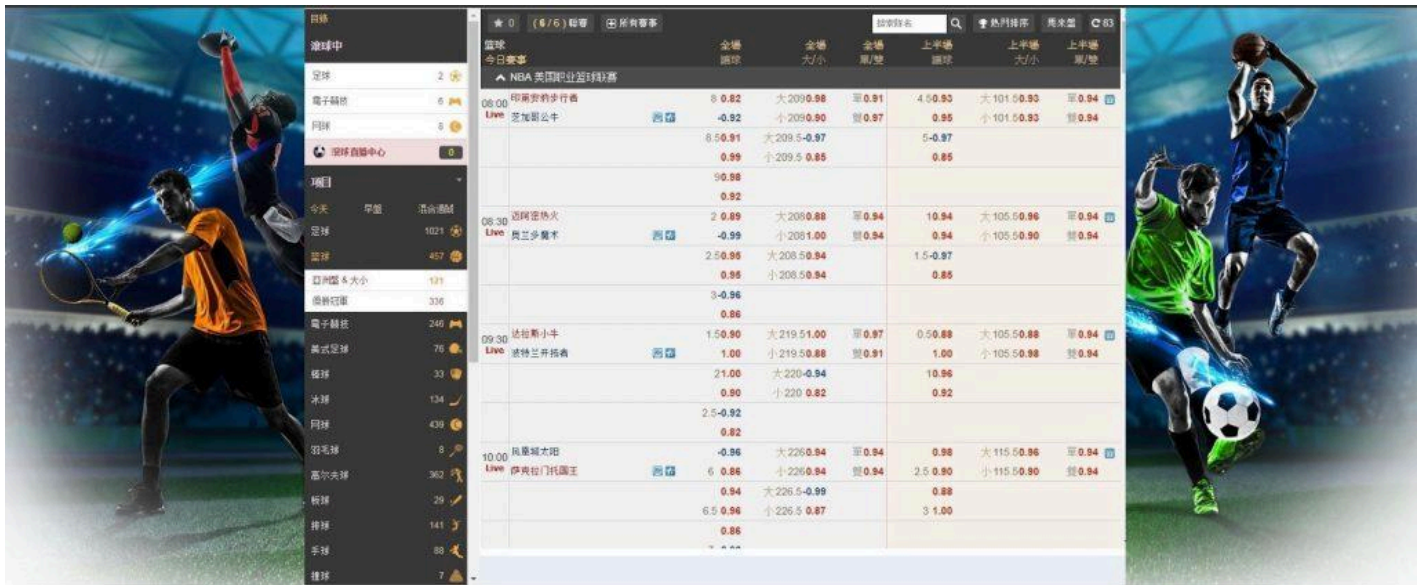 目錄
滾球中
足球 2
電子競技 6
网球 8
滾球直播中心 0
項目
今天 早盤 混合過關
足球 1021
籃球 457
亞洲盤 & 大小 121
優勝冠軍 336
電子競技 246
美式足球 76
棒球 33
冰球 134
网球 439
羽毛球 8
高尔夫球 362
板球 29
排球 141
手球 88
撞球 7
★ 0 (6/6)聯賽 所有賽事 搜索隊名 热門排序 馬來盤 83
籃球 全場 全場 全場 上半場 上半場 上半場
今日賽事 讓球 大/小 單/雙 讓球 大/小 單/雙
NBA 美国职业篮球联赛
08:00 印第安纳步行者 8 0.82 大 209 0.98 單 0.91 4.5 0.93 大 101.5 0.93 單 0.94
Live 芝加哥公牛 -0.92 小 209 0.90 雙 0.97 0.95 小 101.5 0.93 雙 0.94
8.5 0.91 大 209.5 -0.97 5 -0.97
0.99 小 209.5 0.85 0.85
9 0.98
0.92
08:30 迈阿密热火 2 0.89 大 208 0.88 單 0.94 1 0.94 大 105.5 0.96 單 0.94
Live 奥兰多魔术 -0.99 小 208 1.00 雙 0.94 0.94 小 105.5 0.90 雙 0.94
2.5 0.95 大 208.5 0.94 1.5 -0.97
0.95 小 208.5 0.94 0.85
3 -0.96
0.86
09:30 达拉斯小牛 1.5 0.90 大 219.5 1.00 單 0.97 0.5 0.88 大 105.5 0.88 單 0.94
Live 波特兰开拓者 1.00 小 219.5 0.88 雙 0.91 1.00 小 105.5 0.98 雙 0.94
2 1.00 大 220 -0.94 1 0.96
0.90 小 220 0.82 0.92
2.5 -0.92
0.82
10:00 凤凰城太阳 -0.96 大 226 0.94 單 0.94 0.98 大 115.5 0.96 單 0.94
Live 萨克拉门托国王 6 0.86 小 226 0.94 雙 0.94 2.5 0.90 小 115.5 0.90 雙 0.94
0.94 大 226.5 -0.99 0.88
6.5 0.96 小 226.5 0.87 3 1.00
0.86